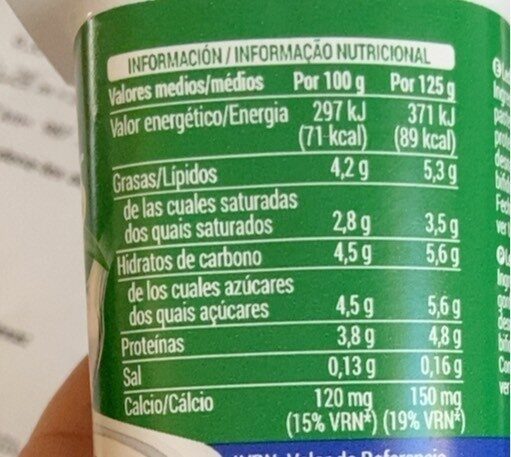 INFORMACIÓN / INFORMAÇÃO NUTRICIONAL
Valores medios/médios Por 100 g Por 125 g
Valor energético/Energia 297 kJ 371 kJ
(71 kcal) (89 kcal)
Grasas/Lípidos 4,2 g 5,3 g
de las cuales saturadas
dos quais saturados 2,8 g 3,5 g
Hidratos de carbono 4,5 g 5,6 g
de los cuales azúcares
dos quais açúcares 4,5 g 5,6 g
Proteínas 3,8 g 4,8 g
Sal 0,13 g 0,16 g
Calcio/Cálcio 120 mg 150 mg
(15% VRN*) (19% VRN*)